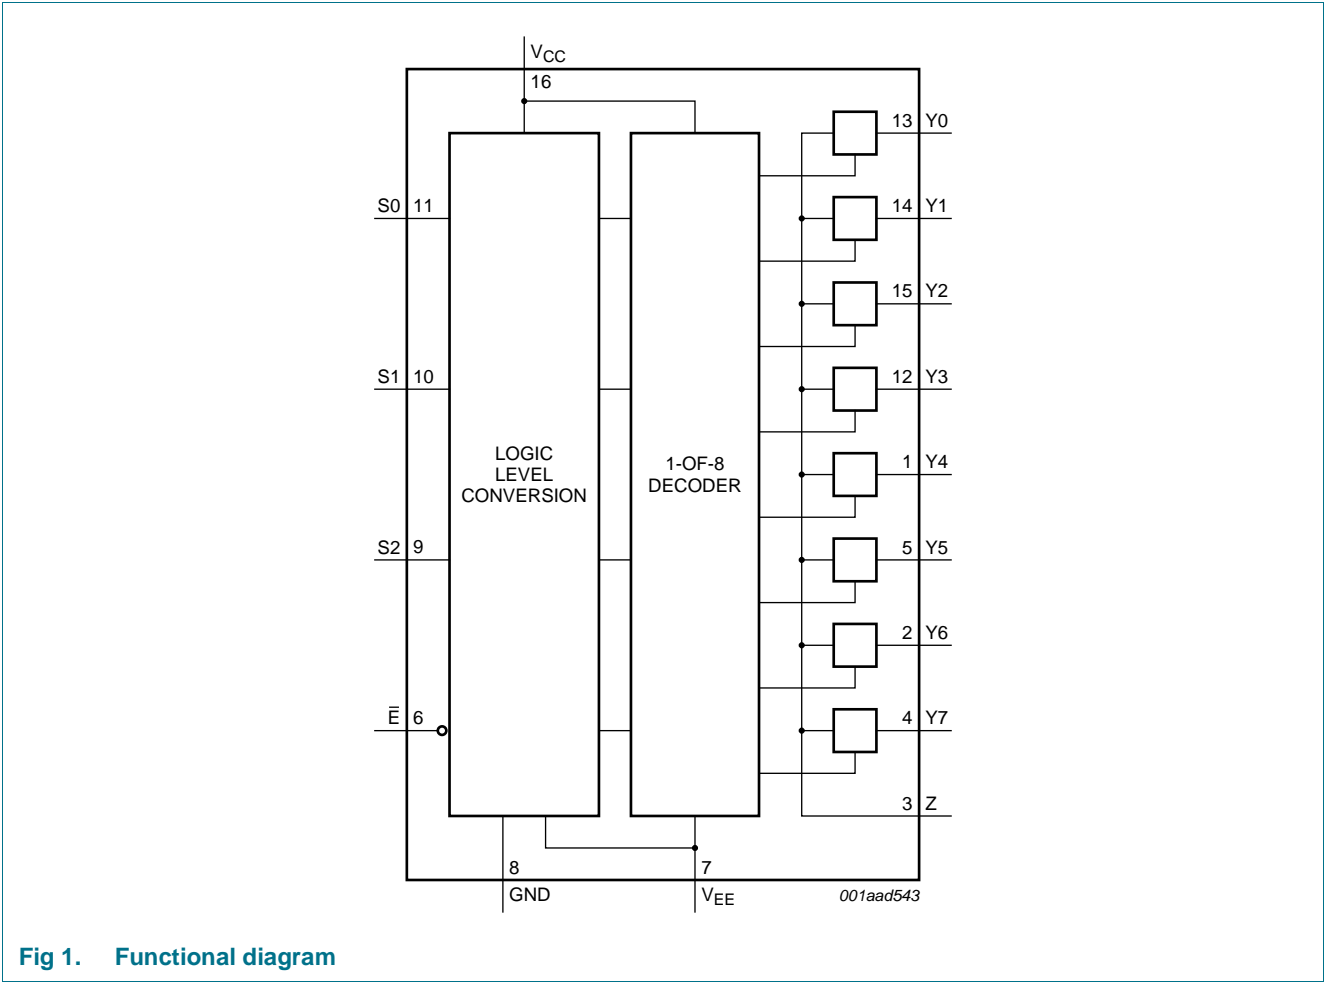 VCC
16
13 Y0
S0 11
14 Y1
15 Y2
S1 10
12 Y3
LOGIC
LEVEL
CONVERSION
1-OF-8
DECODER
1 Y4
S2 9
5 Y5
2 Y6
E̅ 6
4 Y7
3 Z
8
7
GND
VEE
001aad543
Fig 1. Functional diagram